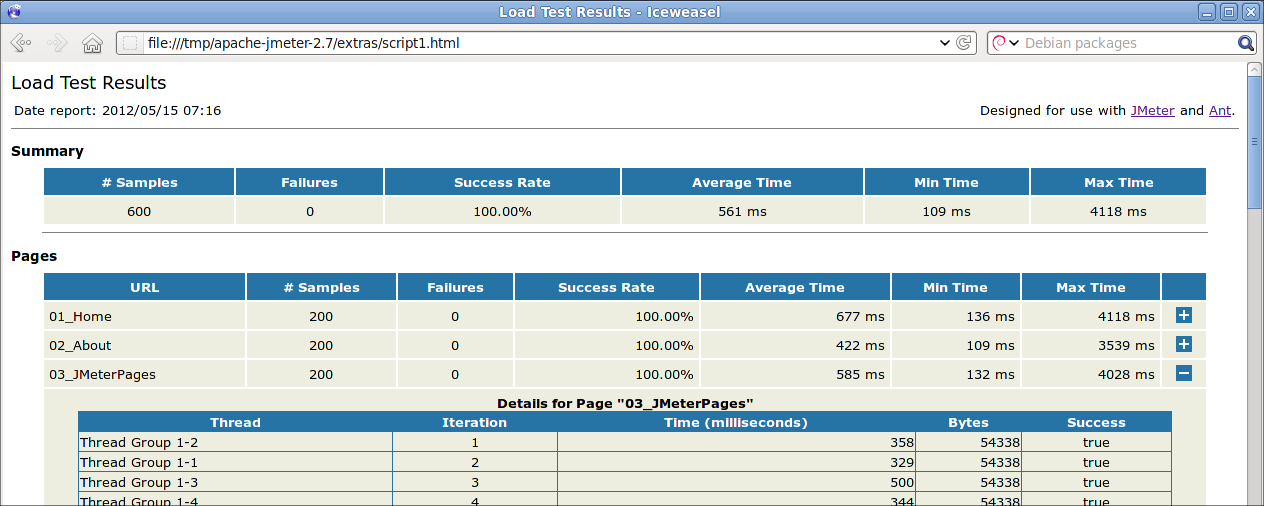 Load Test Results - Iceweasel
file:///tmp/apache-jmeter-2.7/extras/script1.html Debian packages
Load Test Results
Date report: 2012/05/15 07:16 Designed for use with JMeter and Ant.
Summary
# Samples Failures Success Rate Average Time Min Time Max Time
600 0 100.00% 561 ms 109 ms 4118 ms
Pages
URL # Samples Failures Success Rate Average Time Min Time Max Time
01_Home 200 0 100.00% 677 ms 136 ms 4118 ms
02_About 200 0 100.00% 422 ms 109 ms 3539 ms
03_JMeterPages 200 0 100.00% 585 ms 132 ms 4028 ms
Details for Page "03_JMeterPages"
Thread Iteration Time (milliseconds) Bytes Success
Thread Group 1-2 1 358 54338 true
Thread Group 1-1 2 329 54338 true
Thread Group 1-3 3 500 54338 true
Thread Group 1-4 4 344 54338 true